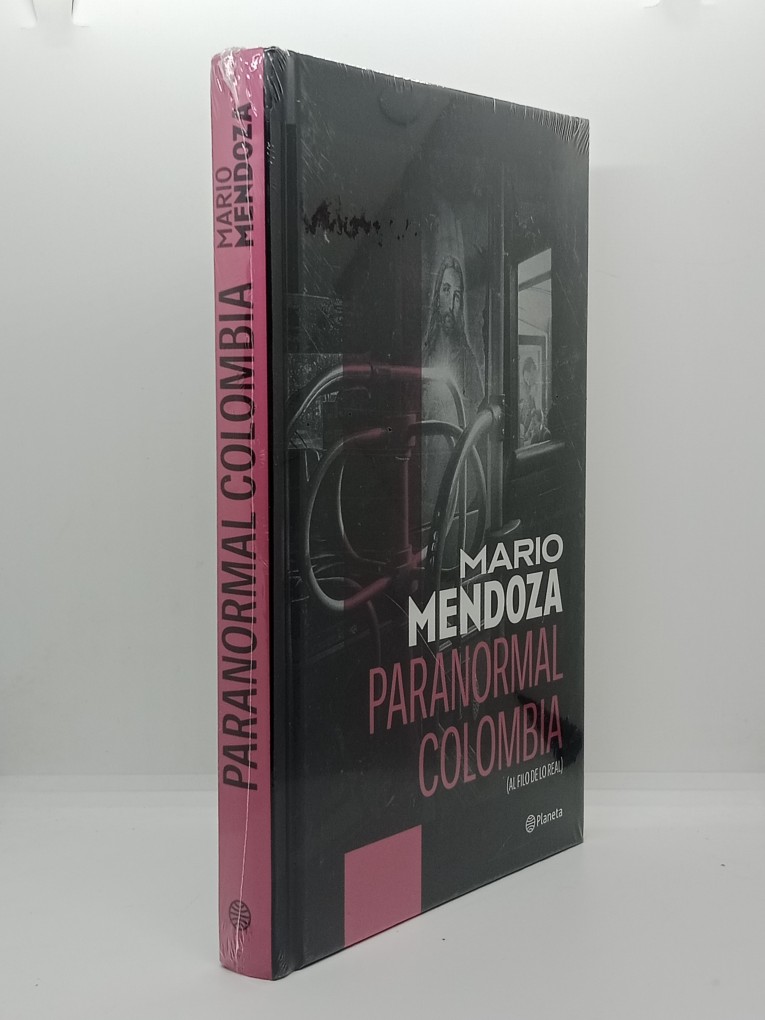 MARIO
MENDOZA
PARANORMAL COLOMBIA
MARIO
MENDOZA
PARANORMAL
COLOMBIA
(AL FILO DE LO REAL)
Planeta